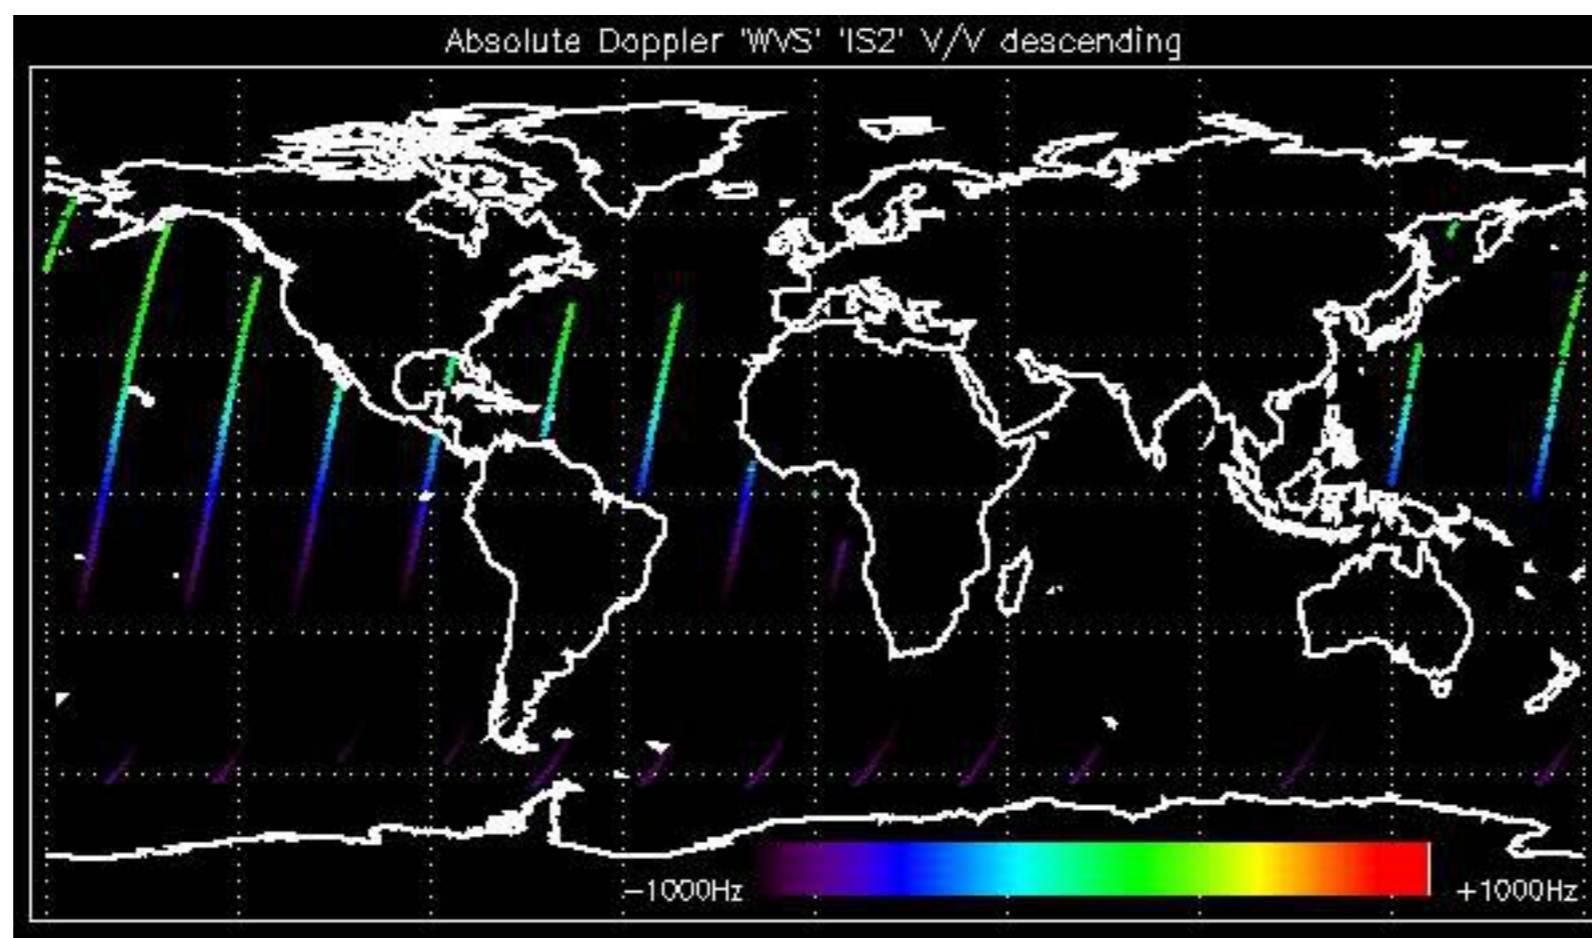 Absolute Doppler 'WVS' 'IS2' V/V descending
-1000Hz
+1000Hz